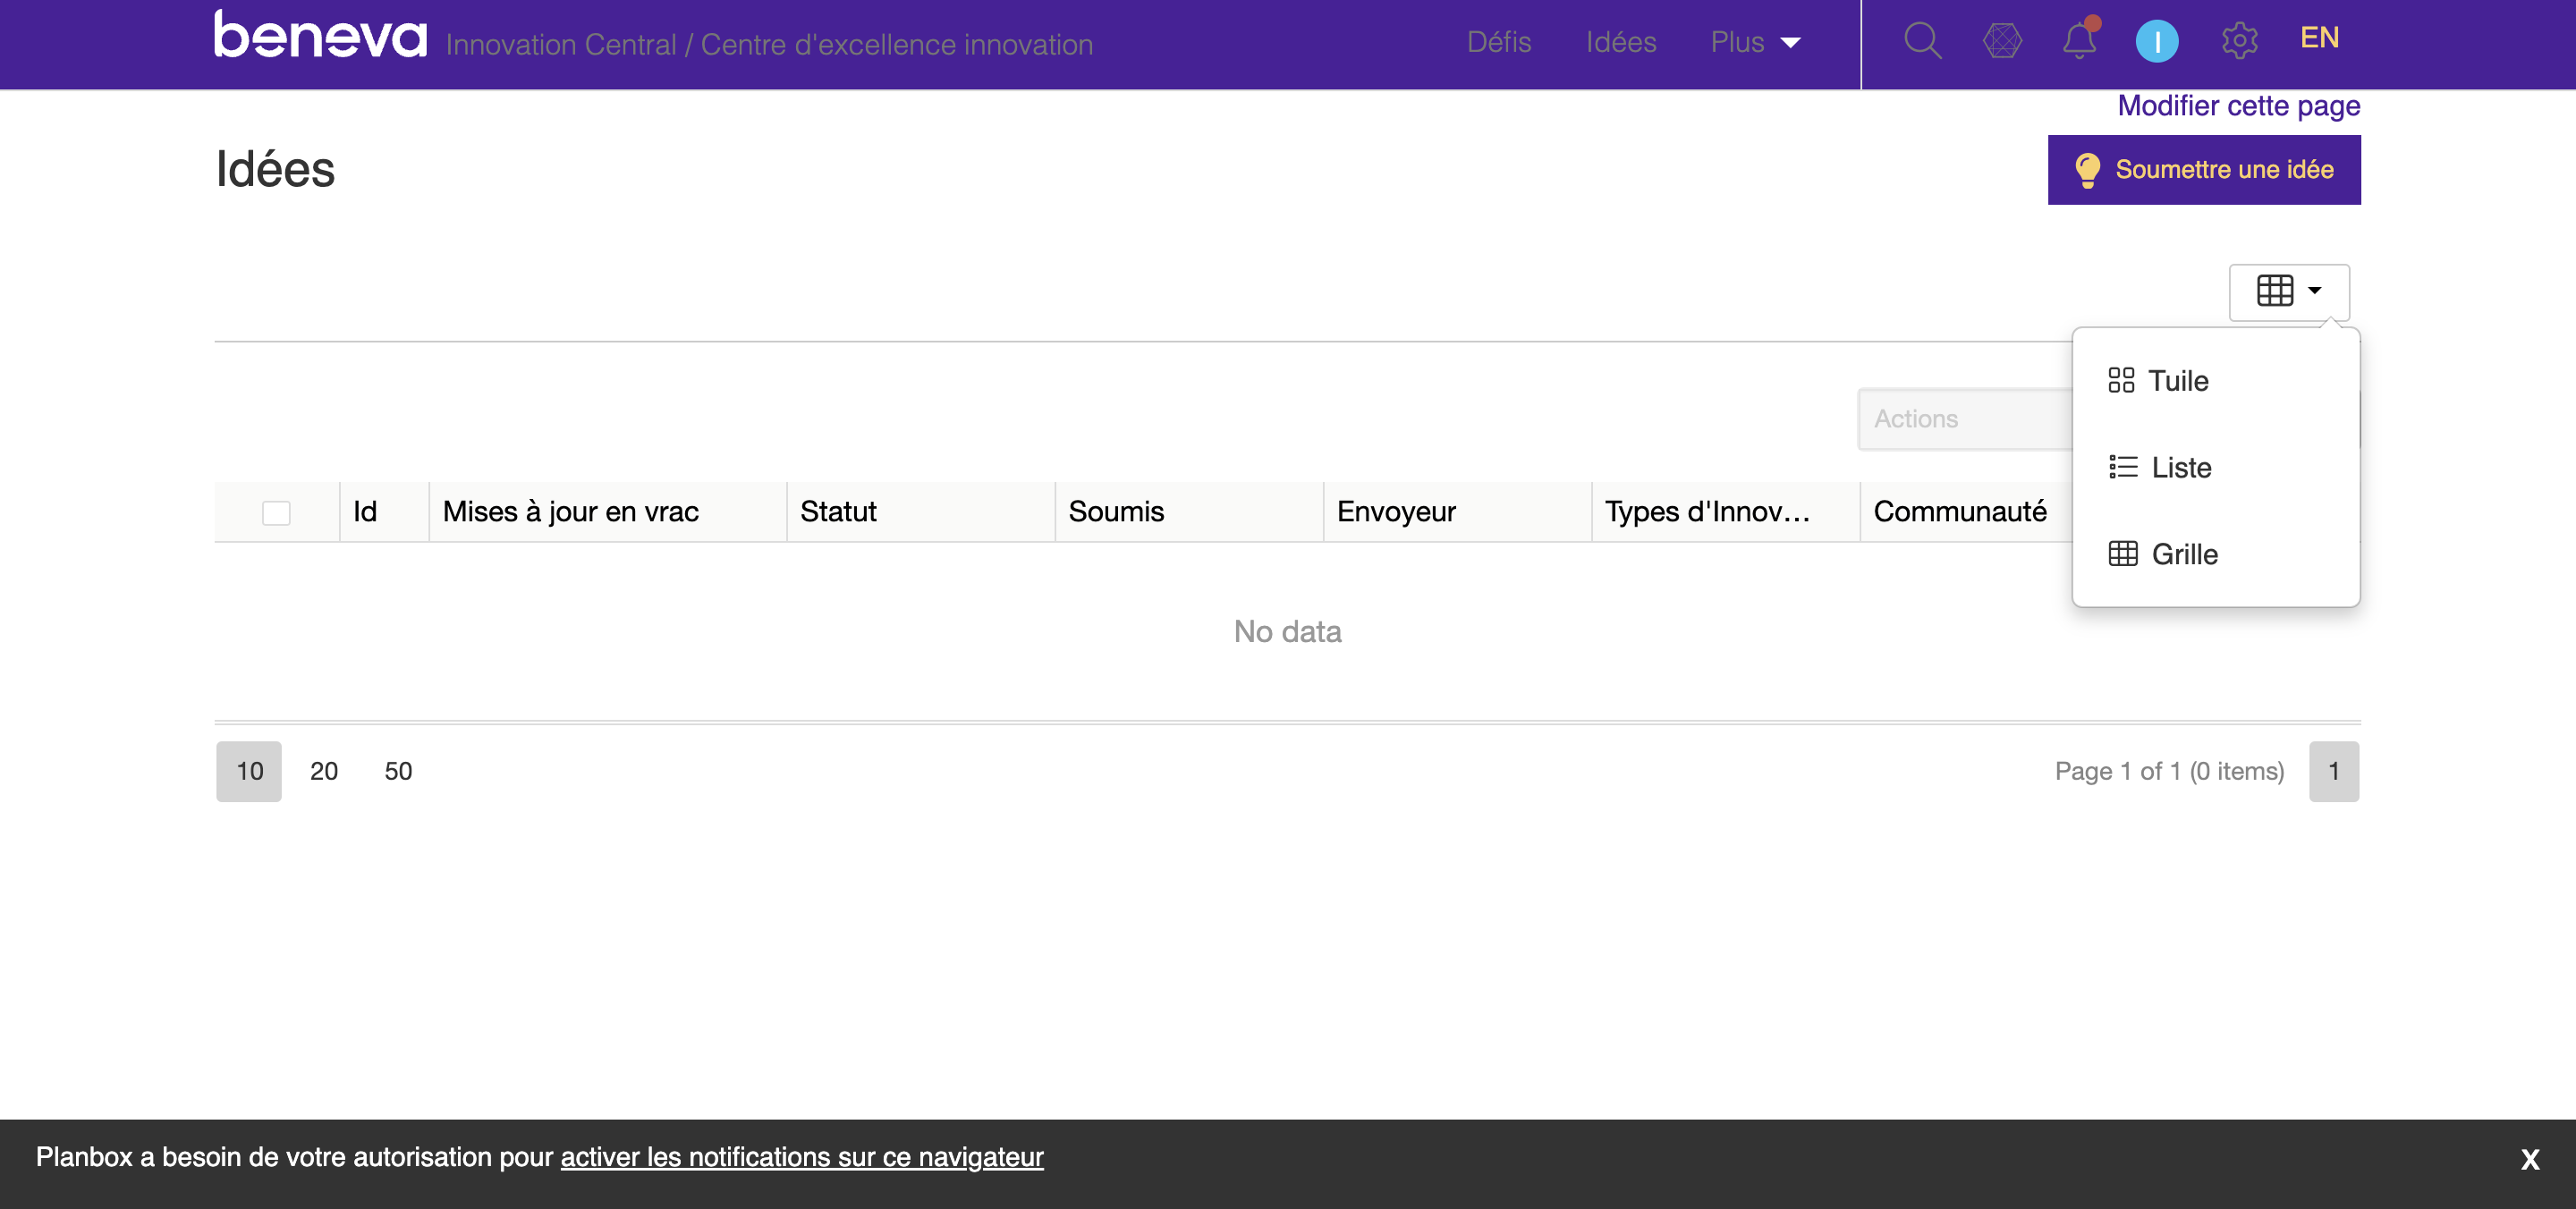 beneva Innovation Central / Centre d'excellence innovation Défis Idées Plus I EN
Modifier cette page
Idées
Soumettre une idée
Tuile
Actions
Liste
Id Mises à jour en vrac Statut Soumis Envoyeur Types d'Innov... Communauté
Grille
No data
10 20 50 Page 1 of 1 (0 items) 1
Planbox a besoin de votre autorisation pour activer les notifications sur ce navigateur X